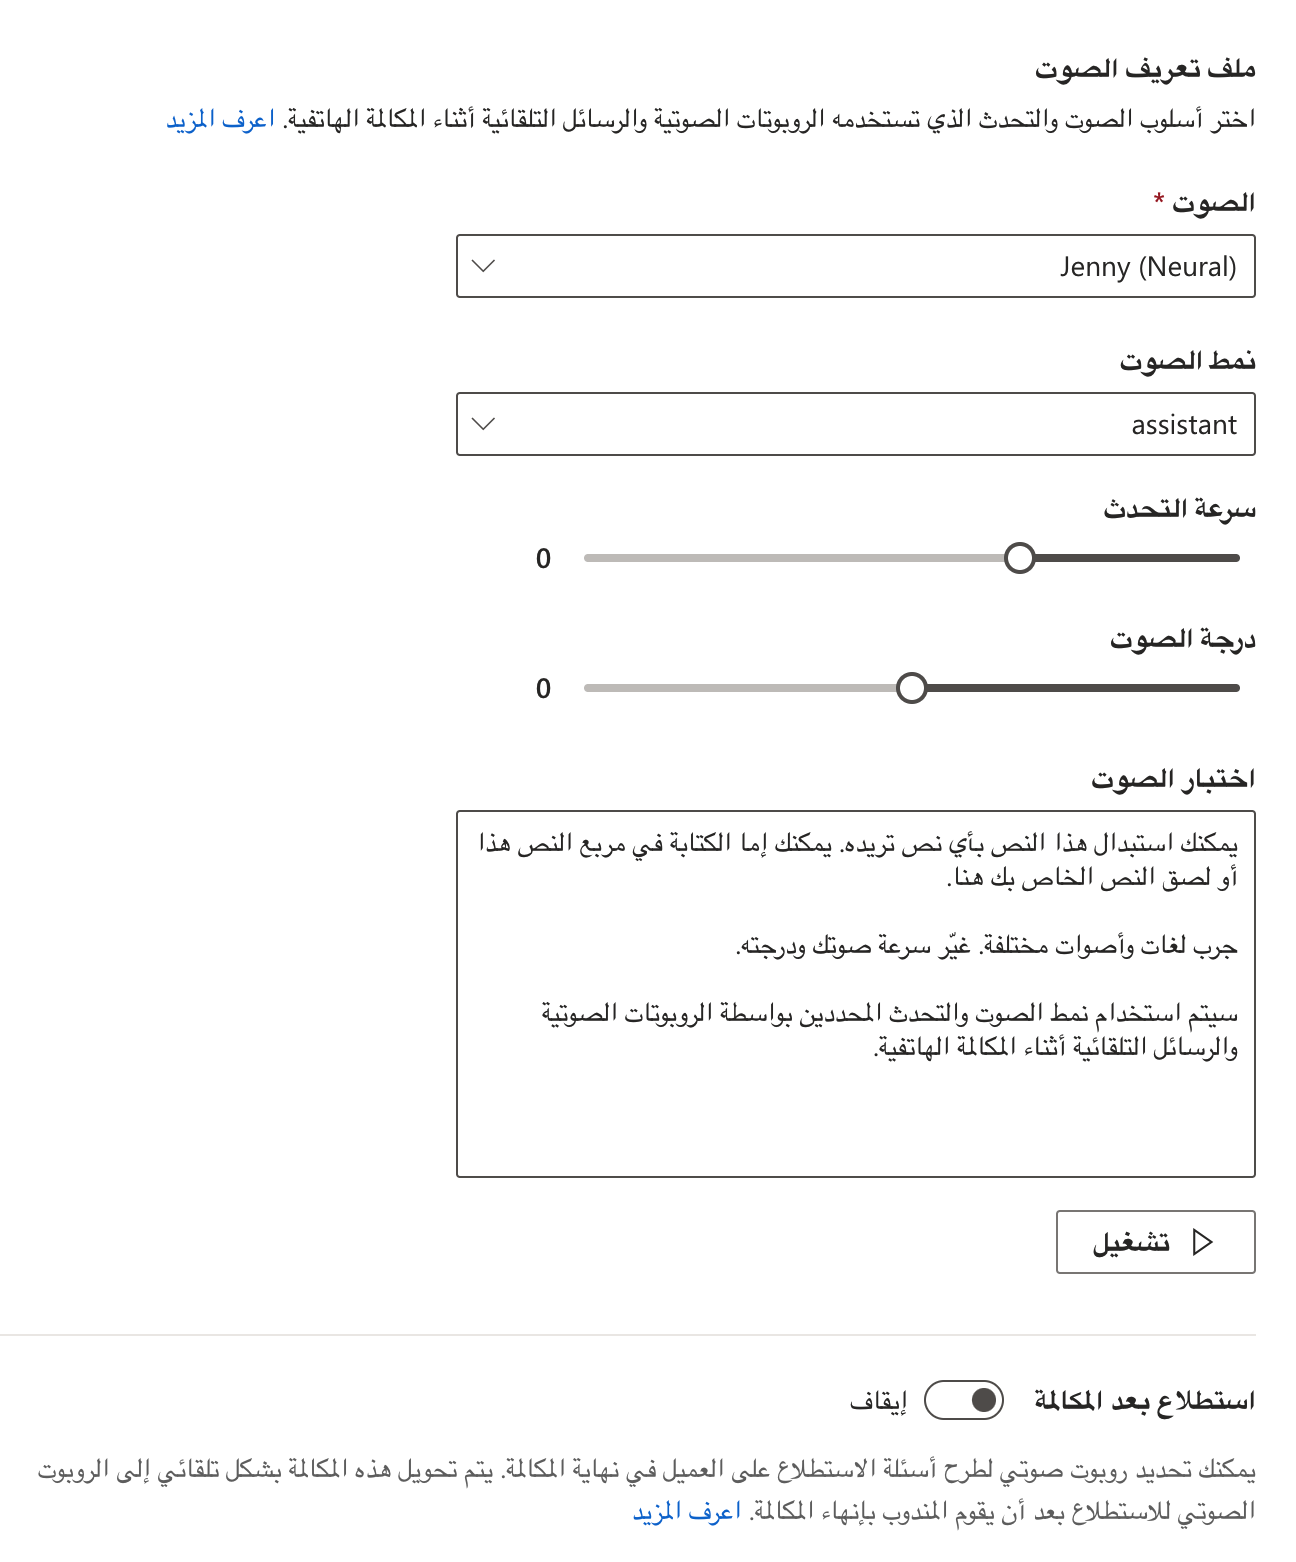 ملف تعريف الصوت
اختر أسلوب الصوت والتحدث الذي تستخدمه الروبوتات الصوتية والرسائل التلقائية أثناء المكالمة الهاتفية. اعرف المزيد
الصوت *
Jenny (Neural)
نمط الصوت
assistant
سرعة التحدث
0
درجة الصوت
0
اختبار الصوت
يمكنك استبدال هذا النص بأي نص تريده. يمكنك إما الكتابة في مربع النص هذا
أو لصق النص الخاص بك هنا.
جرب لغات وأصوات مختلفة. غيّر سرعة صوتك ودرجته.
سيتم استخدام نمط الصوت والتحدث المحددين بواسطة الروبوتات الصوتية
والرسائل التلقائية أثناء المكالمة الهاتفية.
تشغيل
استطلاع بعد المكالمة إيقاف
يمكنك تحديد روبوت صوتي لطرح أسئلة الاستطلاع على العميل في نهاية المكالمة. يتم تحويل هذه المكالمة بشكل تلقائي إلى الروبوت
الصوتي للاستطلاع بعد أن يقوم المندوب بإنهاء المكالمة. اعرف المزيد